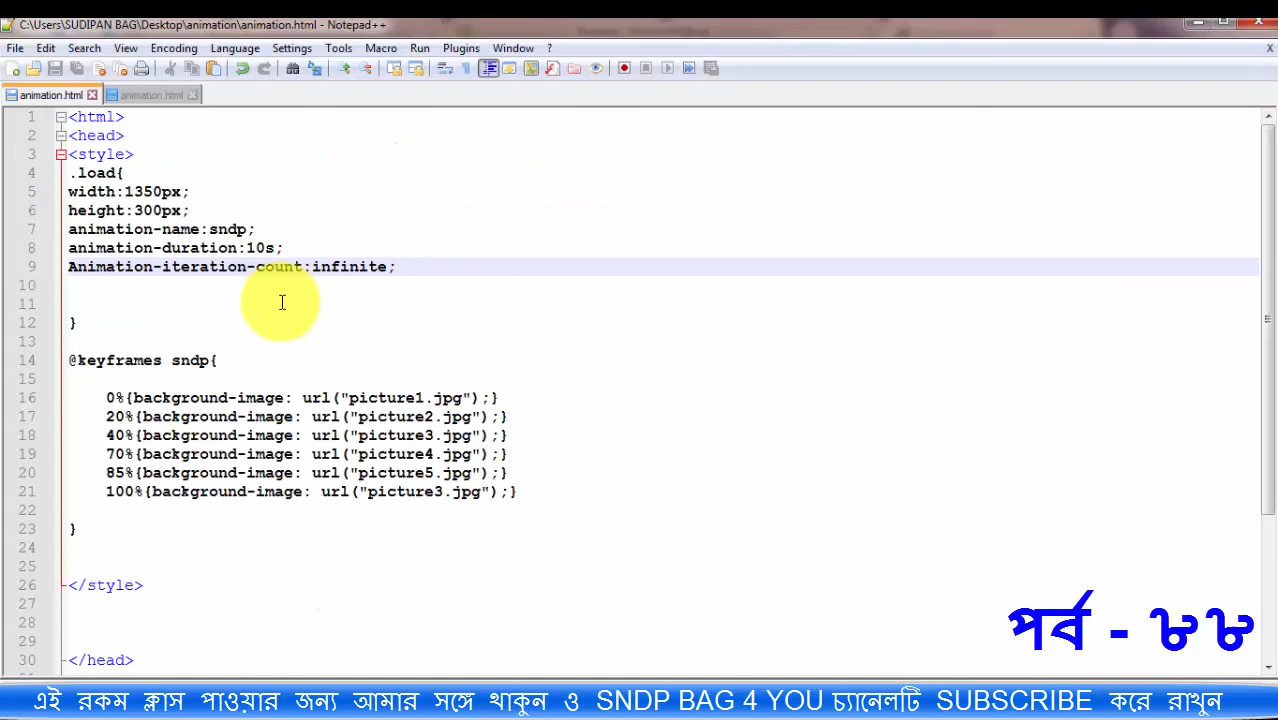 C:\Users\SUDIPAN BAG\Desktop\animation\animation.html - Notepad++
File Edit Search View Encoding Language Settings Tools Macro Run Plugins Window ? X
animation.html animation.html
1 <html>
2 <head>
3 <style>
4 .load{
5 width:1350px;
6 height:300px;
7 animation-name:sndp;
8 animation-duration:10s;
9 Animation-iteration-count:infinite;
10
11
12 }
13
14 @keyframes sndp{
15
16 0%{background-image: url("picture1.jpg");}
17 20%{background-image: url("picture2.jpg");}
18 40%{background-image: url("picture3.jpg");}
19 70%{background-image: url("picture4.jpg");}
20 85%{background-image: url("picture5.jpg");}
21 100%{background-image: url("picture3.jpg");}
22
23 }
24
25
26 </style>
27
28
29
30 </head>
পর্ব - ৮৮
এই রকম ক্লাস পাওয়ার জন্য আমার সঙ্গে থাকুন ও SNDP BAG 4 YOU চ্যানেলটি SUBSCRIBE করে রাখুন